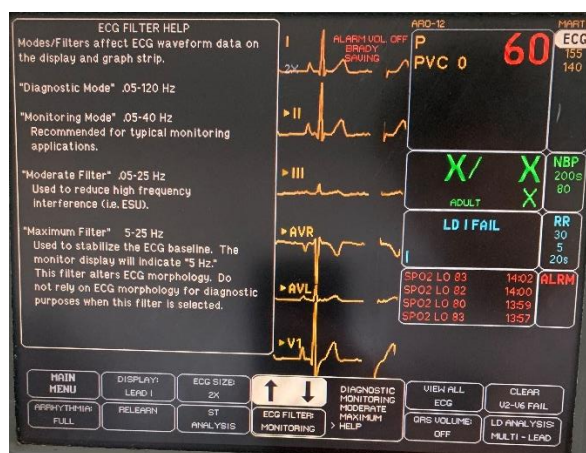 ECG FILTER HELP
Modes/Filters affect ECG waveform data on
the display and graph strip.
"Diagnostic Mode" .05-120 Hz
"Monitoring Mode" .05-40 Hz
Recommended for typical monitoring
applications.
"Moderate Filter" .05-25 Hz
Used to reduce high frequency
interference (i.e. ESU).
"Maximum Filter" 5-25 Hz
Used to stabilize the ECG baseline. The
monitor display will indicate "5 Hz."
This filter alters ECG morphology. Do
not rely on ECG morphology for diagnostic
purposes when this filter is selected.
I
2X
ALARM VOL. OFF
BRADY
SAVING
II
III
AVR
AVL
V1
ARO-12
MART
P
PVC 0
60
ECG
155
140
X/ X
ADULT X
NBP
200s
80
LD I FAIL
I
RR
30
5
20s
SPO2 LO 83 14:02
SPO2 LO 82 14:00
SPO2 LO 80 13:59
SPO2 LO 83 13:57
ALRM
MAIN
MENU
DISPLAY:
LEAD I
ECG SIZE:
2X
DIAGNOSTIC
MONITORING
MODERATE
MAXIMUM
> HELP
VIEW ALL
ECG
CLEAR
V2-V6 FAIL
ARRHYTHMIA:
FULL
RELEARN
ST
ANALYSIS
ECG FILTER:
MONITORING
QRS VOLUME:
OFF
LD ANALYSIS:
MULTI - LEAD